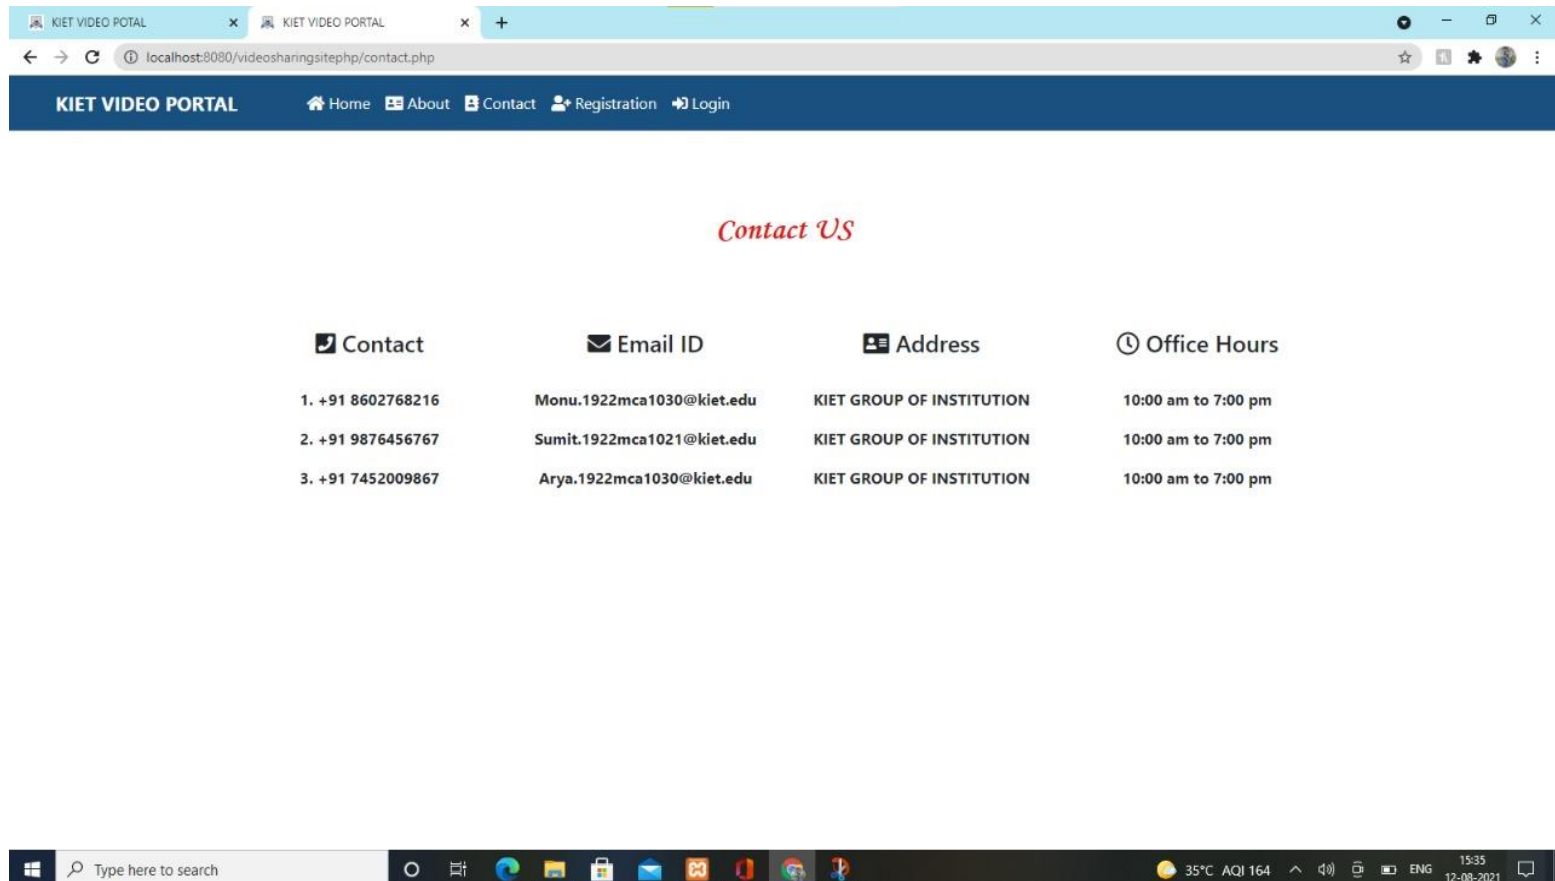 KIET VIDEO POTAL KIET VIDEO PORTAL
localhost:8080/videosharingsitephp/contact.php
KIET VIDEO PORTAL Home About Contact Registration Login
Contact US
Contact Email ID Address Office Hours
1. +91 8602768216 Monu.1922mca1030@kiet.edu KIET GROUP OF INSTITUTION 10:00 am to 7:00 pm
2. +91 9876456767 Sumit.1922mca1021@kiet.edu KIET GROUP OF INSTITUTION 10:00 am to 7:00 pm
3. +91 7452009867 Arya.1922mca1030@kiet.edu KIET GROUP OF INSTITUTION 10:00 am to 7:00 pm
Type here to search 35°C AQI 164 ENG 15:35
12-08-2021